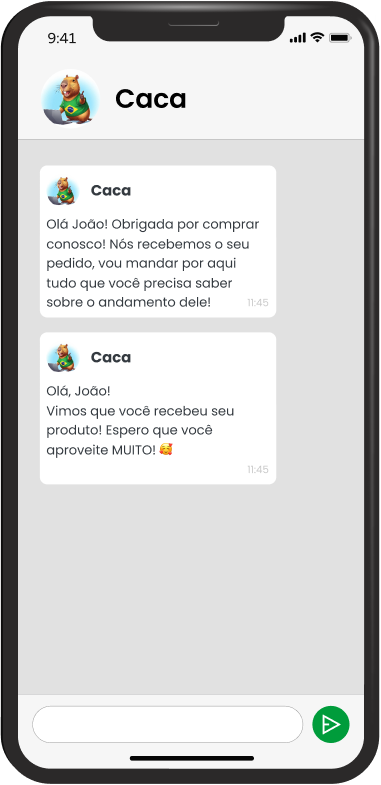 9:41
Caca
Caca
Olá João! Obrigada por comprar
conosco! Nós recebemos o seu
pedido, vou mandar por aqui
tudo que você precisa saber
sobre o andamento dele!
11:45
Caca
Olá, João!
Vimos que você recebeu seu
produto! Espero que você
aproveite MUITO! 🥰
11:45